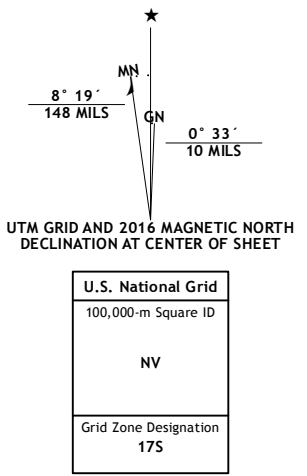 ★
MN
8° 19´
148 MILS
GN
0° 33´
10 MILS
UTM GRID AND 2016 MAGNETIC NORTH
DECLINATION AT CENTER OF SHEET
U.S. National Grid
100,000-m Square ID
NV
Grid Zone Designation
17S